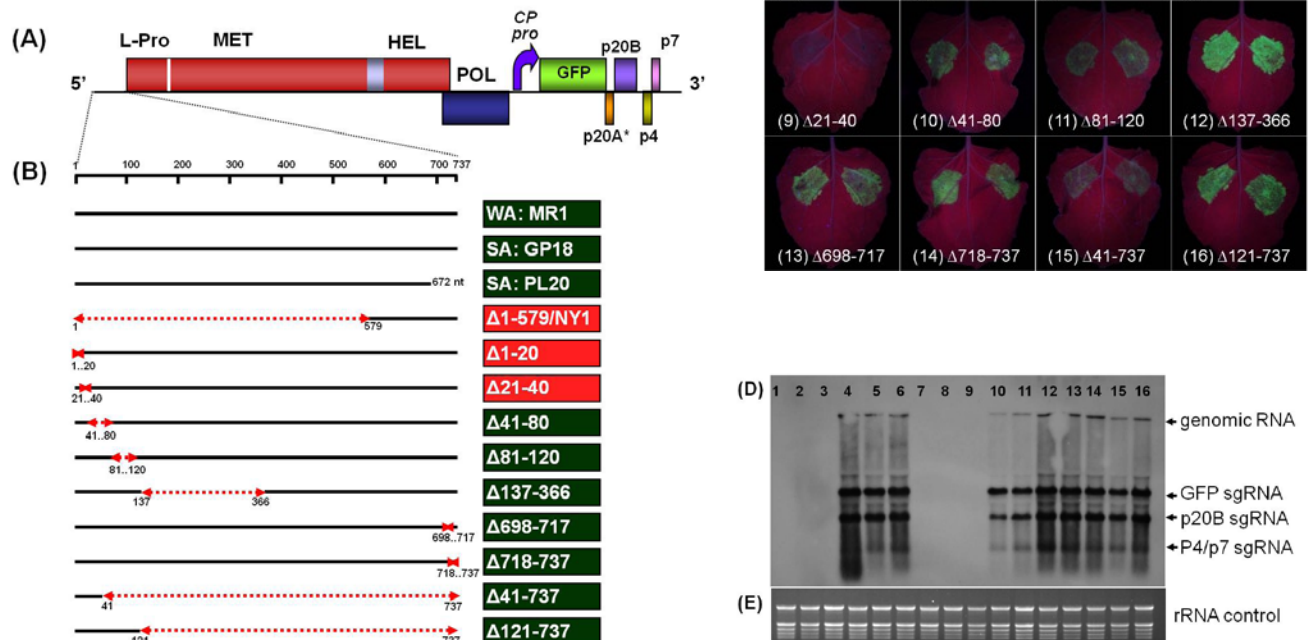 (A)
L-Pro MET HEL
CP pro
p20B p7
5’ POL GFP 3’
p20A* p4
(B)
1 100 200 300 400 500 600 700 737
WA: MR1
SA: GP18
672 nt SA: PL20
1 579 Δ1-579/NY1
1..20 Δ1-20
21..40 Δ21-40
41..80 Δ41-80
81..120 Δ81-120
137 366 Δ137-366
698..717 Δ698-717
718..737 Δ718-737
41 737 Δ41-737
Δ121-737
(9) Δ21-40 (10) Δ41-80 (11) Δ81-120 (12) Δ137-366
(13) Δ698-717 (14) Δ718-737 (15) Δ41-737 (16) Δ121-737
(D) 1 2 3 4 5 6 7 8 9 10 11 12 13 14 15 16
genomic RNA
GFP sgRNA
p20B sgRNA
P4/p7 sgRNA
(E) rRNA control